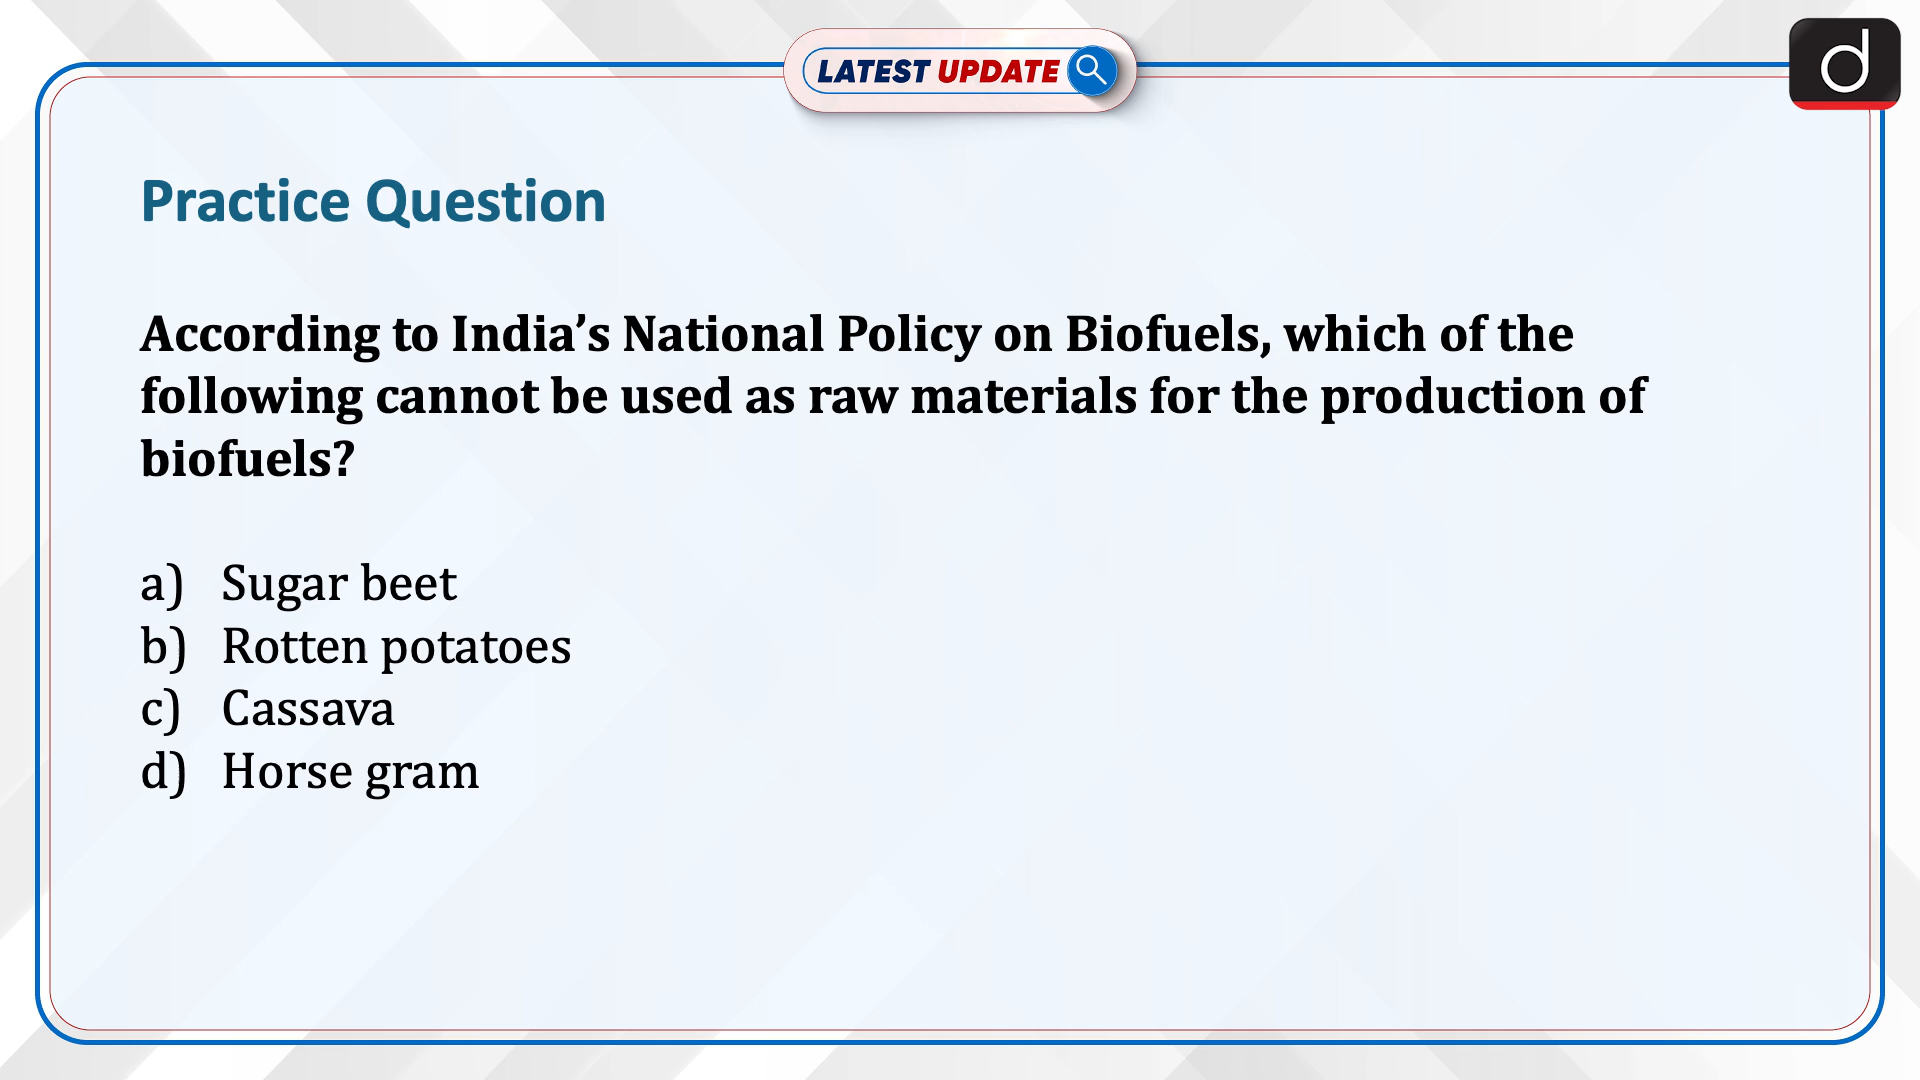 LATEST UPDATE
d
Practice Question
According to India’s National Policy on Biofuels, which of the
following cannot be used as raw materials for the production of
biofuels?
a) Sugar beet
b) Rotten potatoes
c) Cassava
d) Horse gram